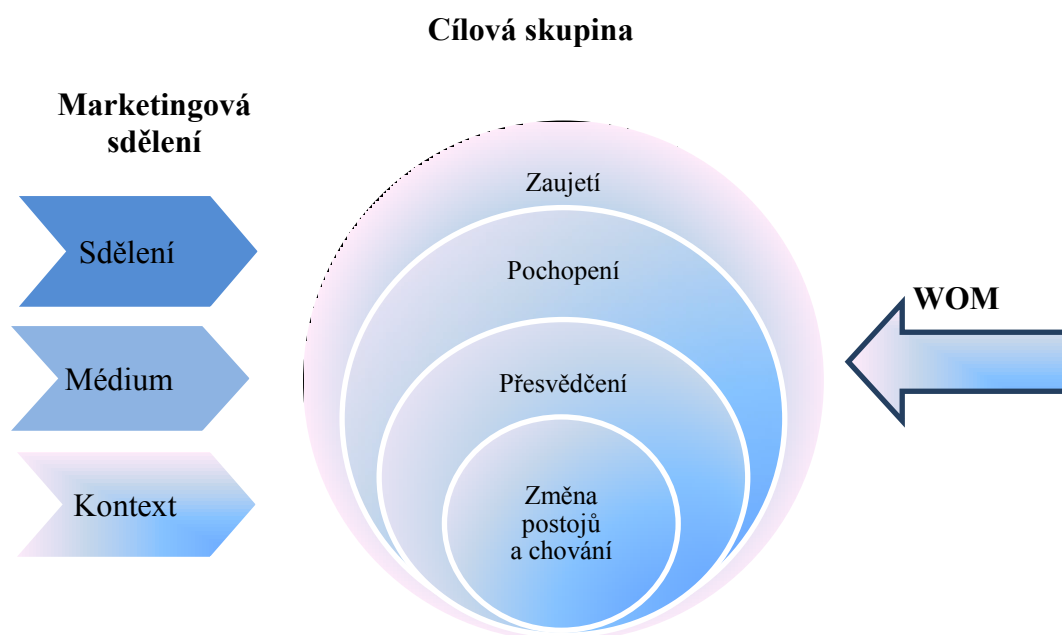 Cílová skupina
Marketingová
sdělení
Sdělení
Médium
Kontext
Zaujetí
Pochopení
Přesvědčení
Změna
postojů
a chování
WOM